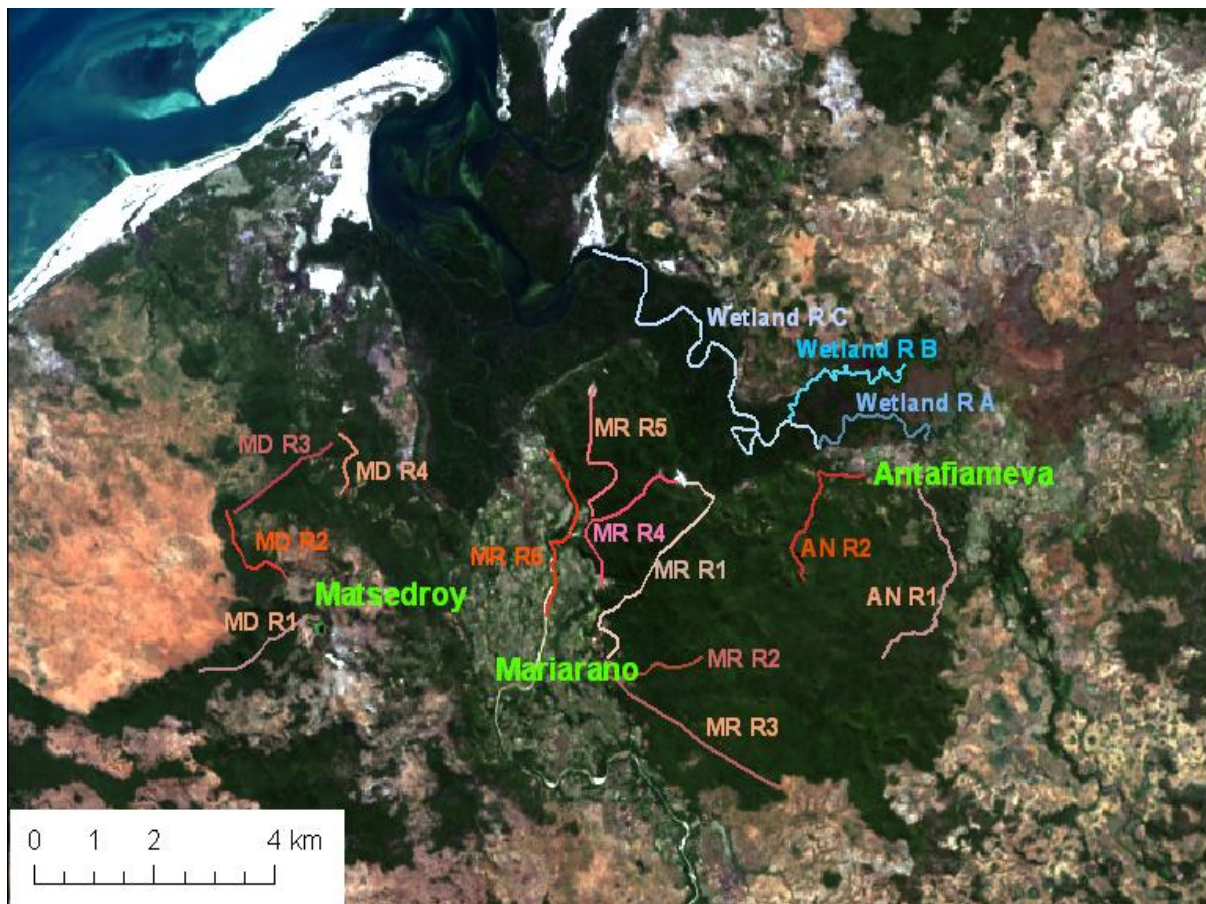 Wetland R C
Wetland R B
Wetland R A
MR R5
MD R3
MD R4
Antafiameva
MR R4
MD R2
MR R6
AN R2
MR R1
Matsedroy
AN R1
MD R1
Mariarano
MR R2
MR R3
0 1 2 4 km